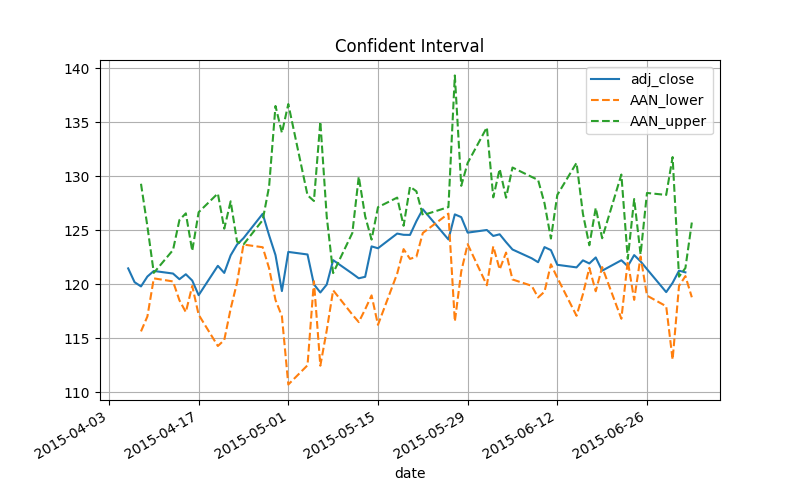 Confident Interval
140
135
130
125
120
115
110
adj_close
AAN_lower
AAN_upper
2015-04-03
2015-04-17
2015-05-01
2015-05-15
2015-05-29
2015-06-12
2015-06-26
date